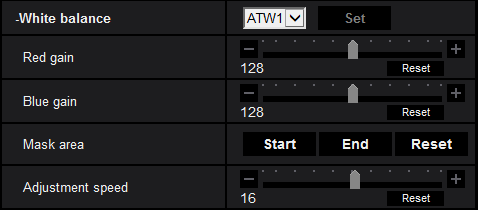 -White balance ATW1 Set
Red gain
128 Reset
Blue gain
128 Reset
Mask area Start End Reset
Adjustment speed
16 Reset